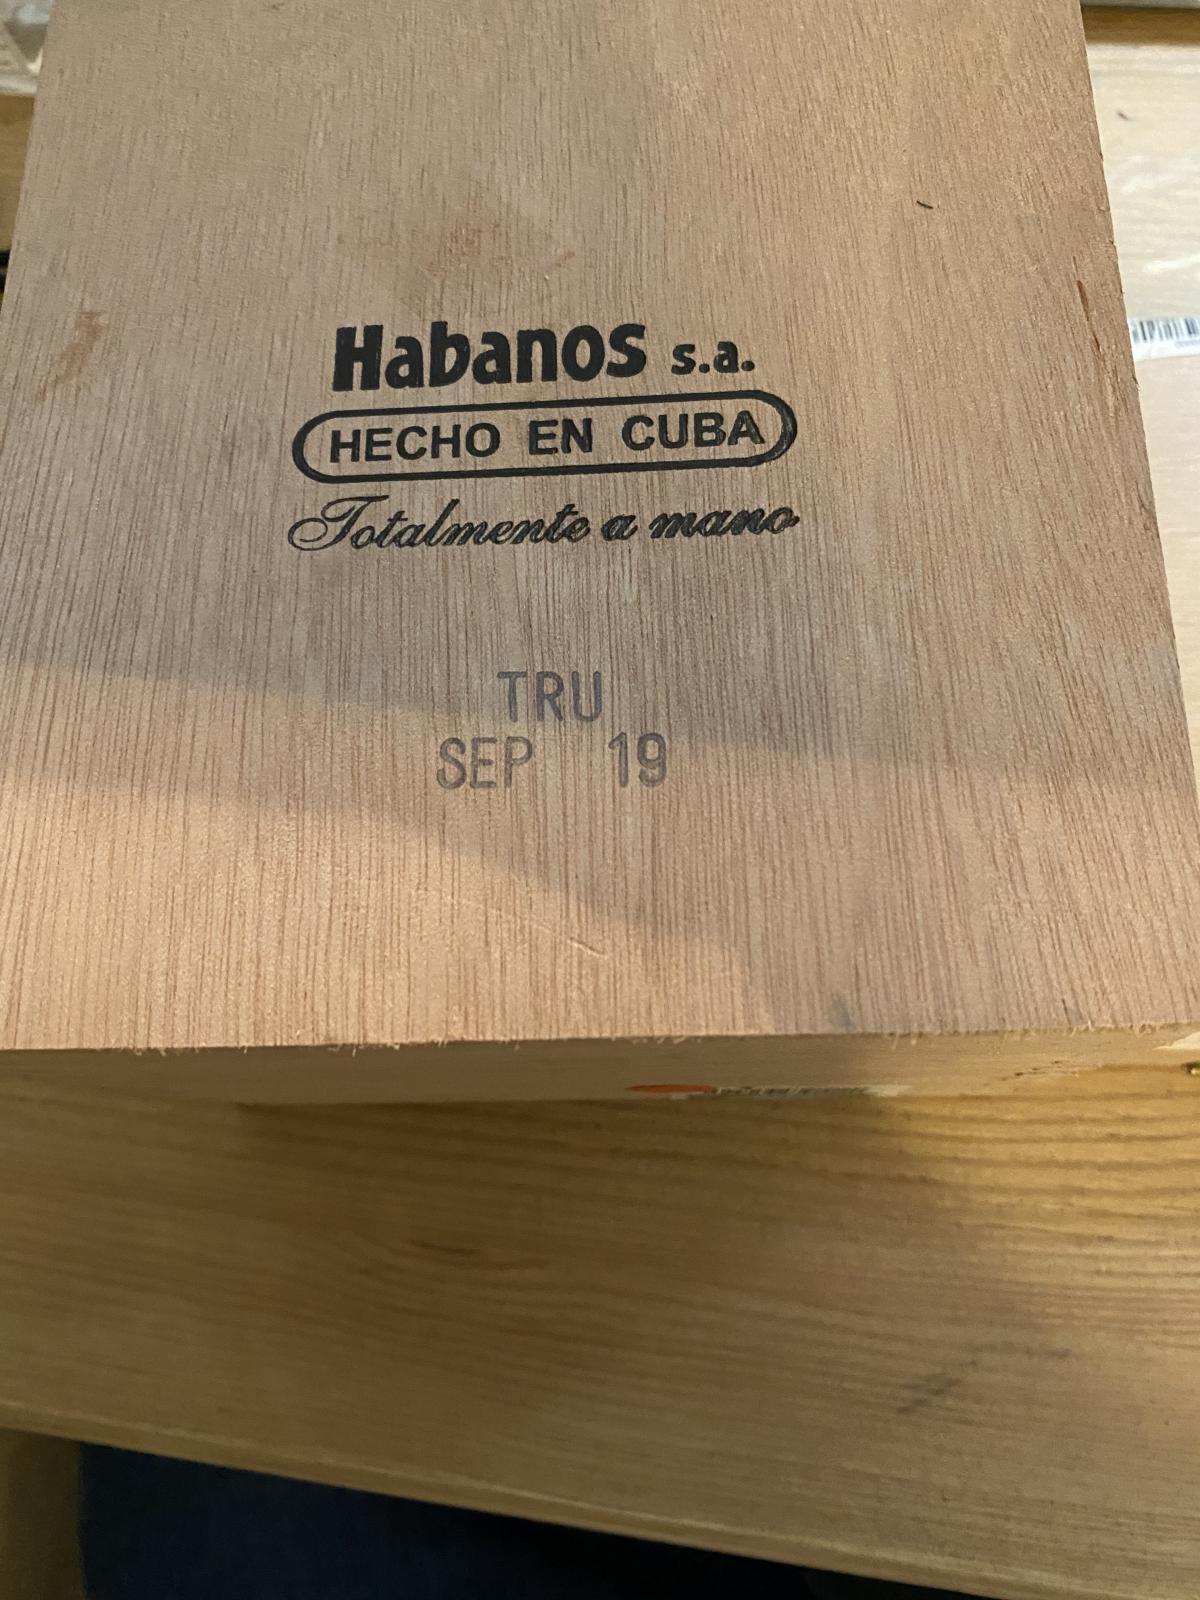 Habanos s.a.
HECHO EN CUBA
Totalmente a mano
TRU
SEP 19